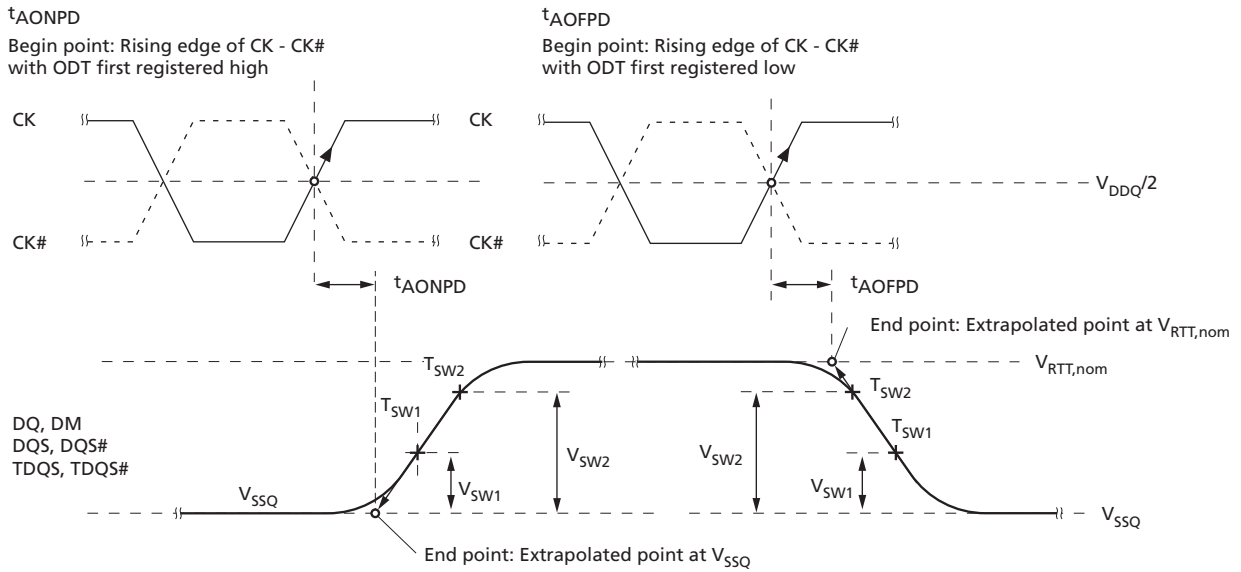 tAONPD
Begin point: Rising edge of CK - CK#
with ODT first registered high
tAOFPD
Begin point: Rising edge of CK - CK#
with ODT first registered low
CK
CK
VDDQ/2
CK#
CK#
tAONPD
tAOFPD
End point: Extrapolated point at VRTT,nom
VRTT,nom
TSW2
TSW2
TSW1
TSW1
DQ, DM
DQS, DQS#
TDQS, TDQS#
VSW2
VSW2
VSW1
VSW1
VSSQ
VSSQ
End point: Extrapolated point at VSSQ